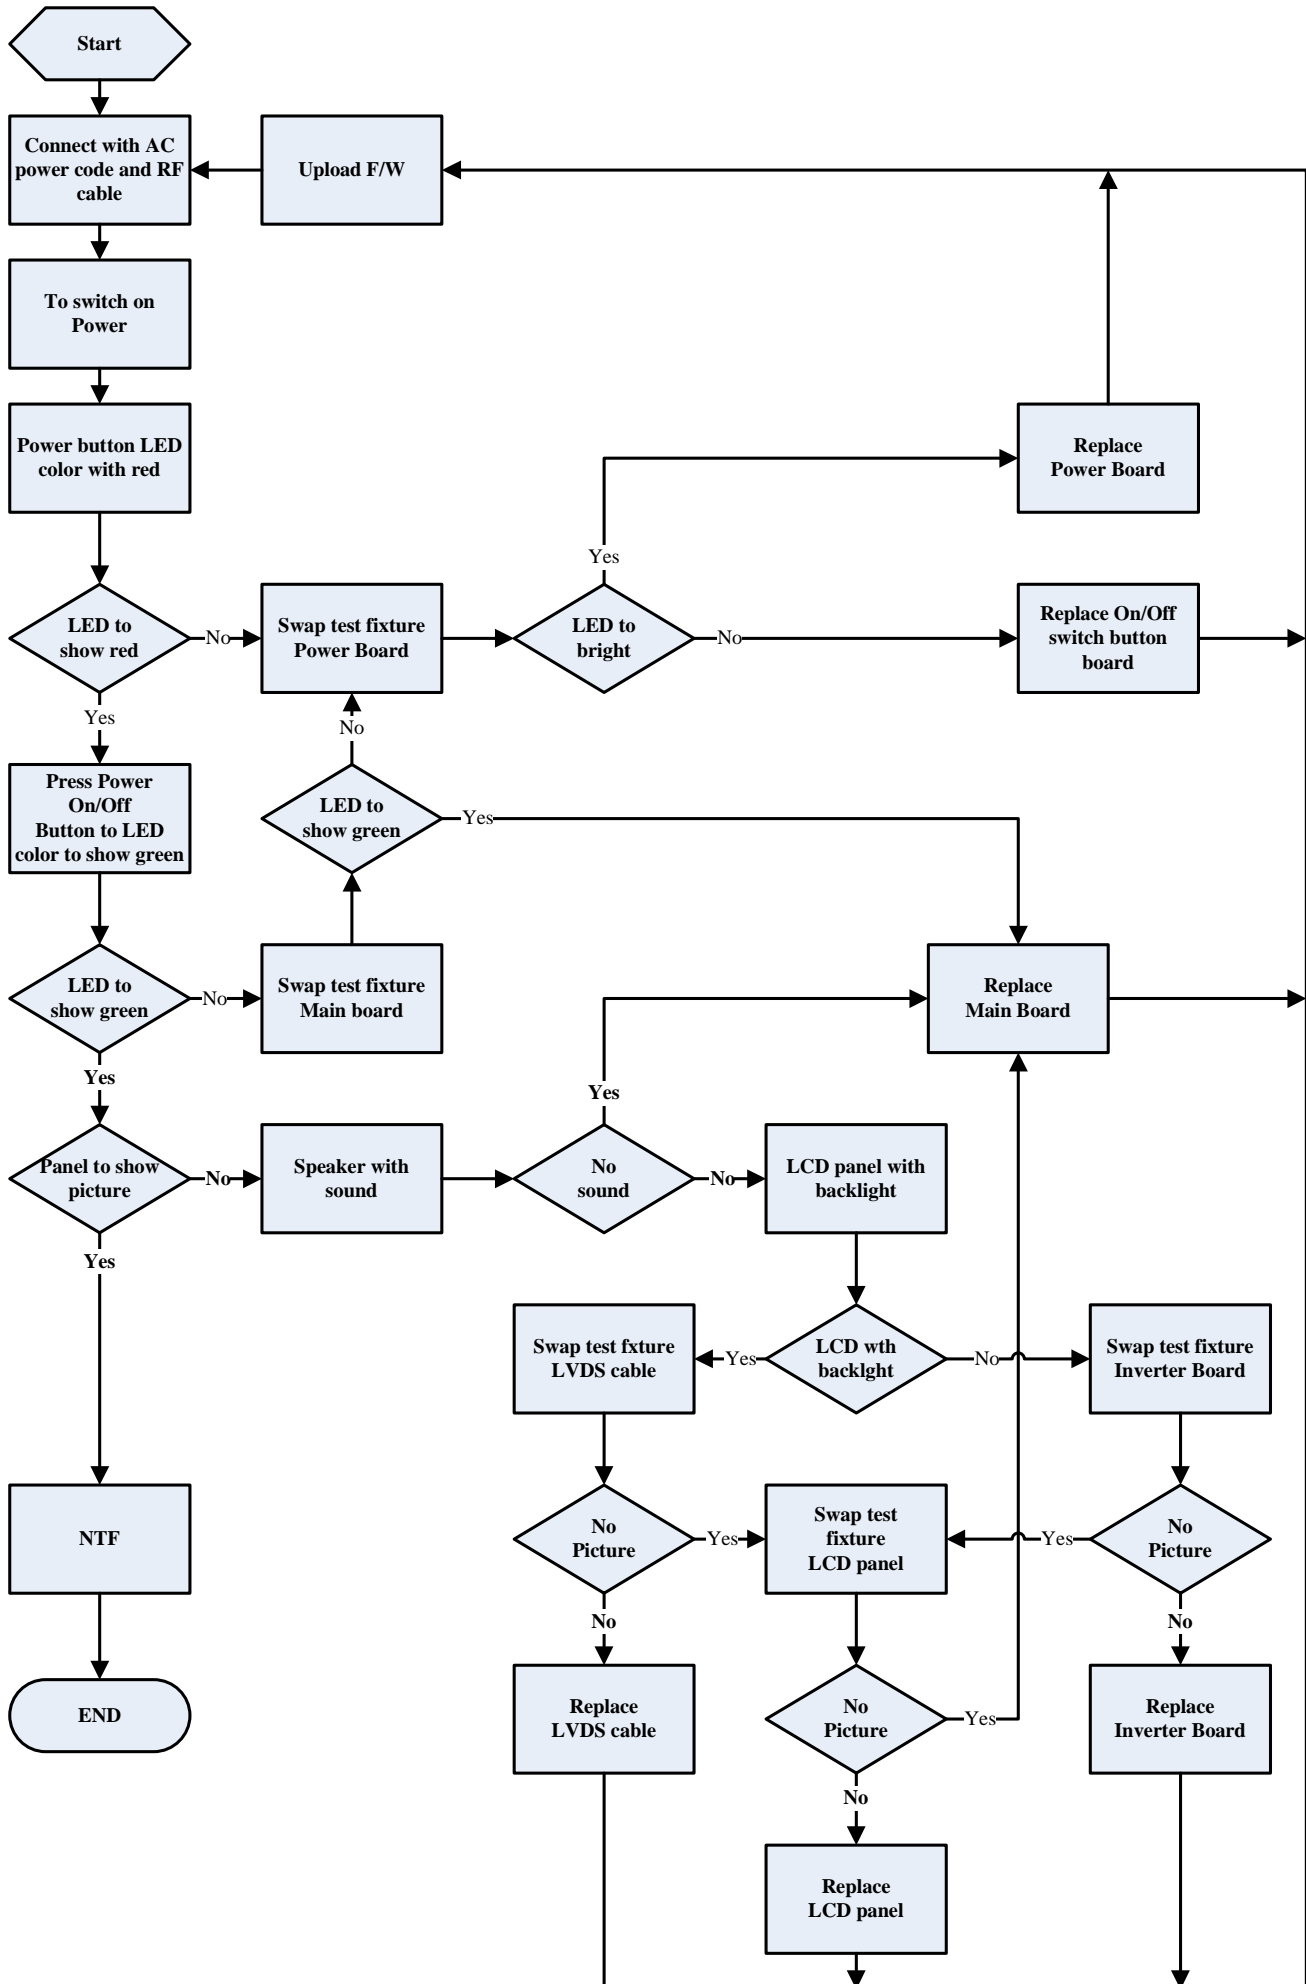 Start
Connect with AC
power code and RF
cable
Upload F/W
To switch on
Power
Power button LED
color with red
Replace
Power Board
Yes
LED to
show red
No
Swap test fixture
Power Board
LED to
bright
No
Replace On/Off
switch button
board
Yes
No
Press Power
On/Off
Button to LED
color to show green
LED to
show green
Yes
LED to
show green
No
Swap test fixture
Main board
Replace
Main Board
Yes
Yes
Panel to show
picture
No
Speaker with
sound
No
sound
No
LCD panel with
backlight
Yes
Swap test fxture
LVDS cable
Yes
LCD wth
backlght
No
Swap test fixture
Inverter Board
NTF
No
Picture
Yes
Swap test
fixture
LCD panel
Yes
No
Picture
No
No
END
Replace
LVDS cable
No
Picture
Yes
Replace
Inverter Board
No
Replace
LCD panel